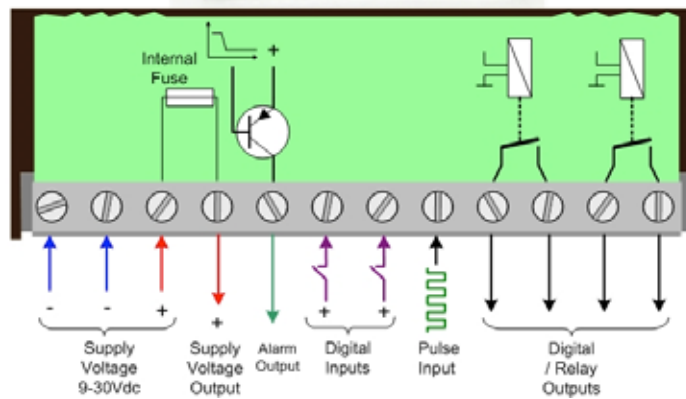 +
Internal
Fuse
- - + + + +
Supply
Voltage
9-30Vdc
Supply
Voltage
Output
Alarm
Output
Digital
Inputs
Pulse
Input
Digital
/ Relay
Outputs